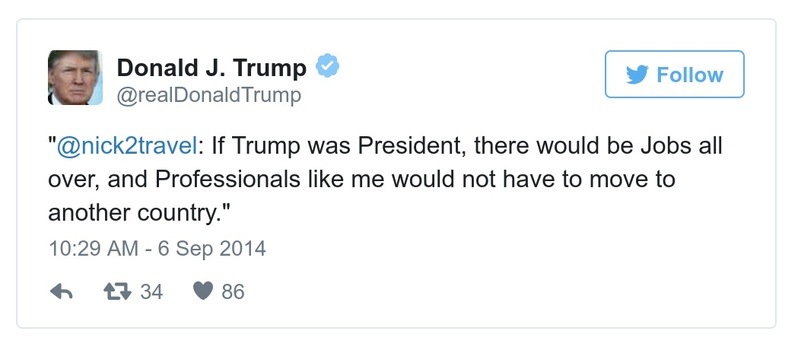 Donald J. Trump
@realDonaldTrump
Follow
"@nick2travel: If Trump was President, there would be Jobs all
over, and Professionals like me would not have to move to
another country."
10:29 AM - 6 Sep 2014
34 86